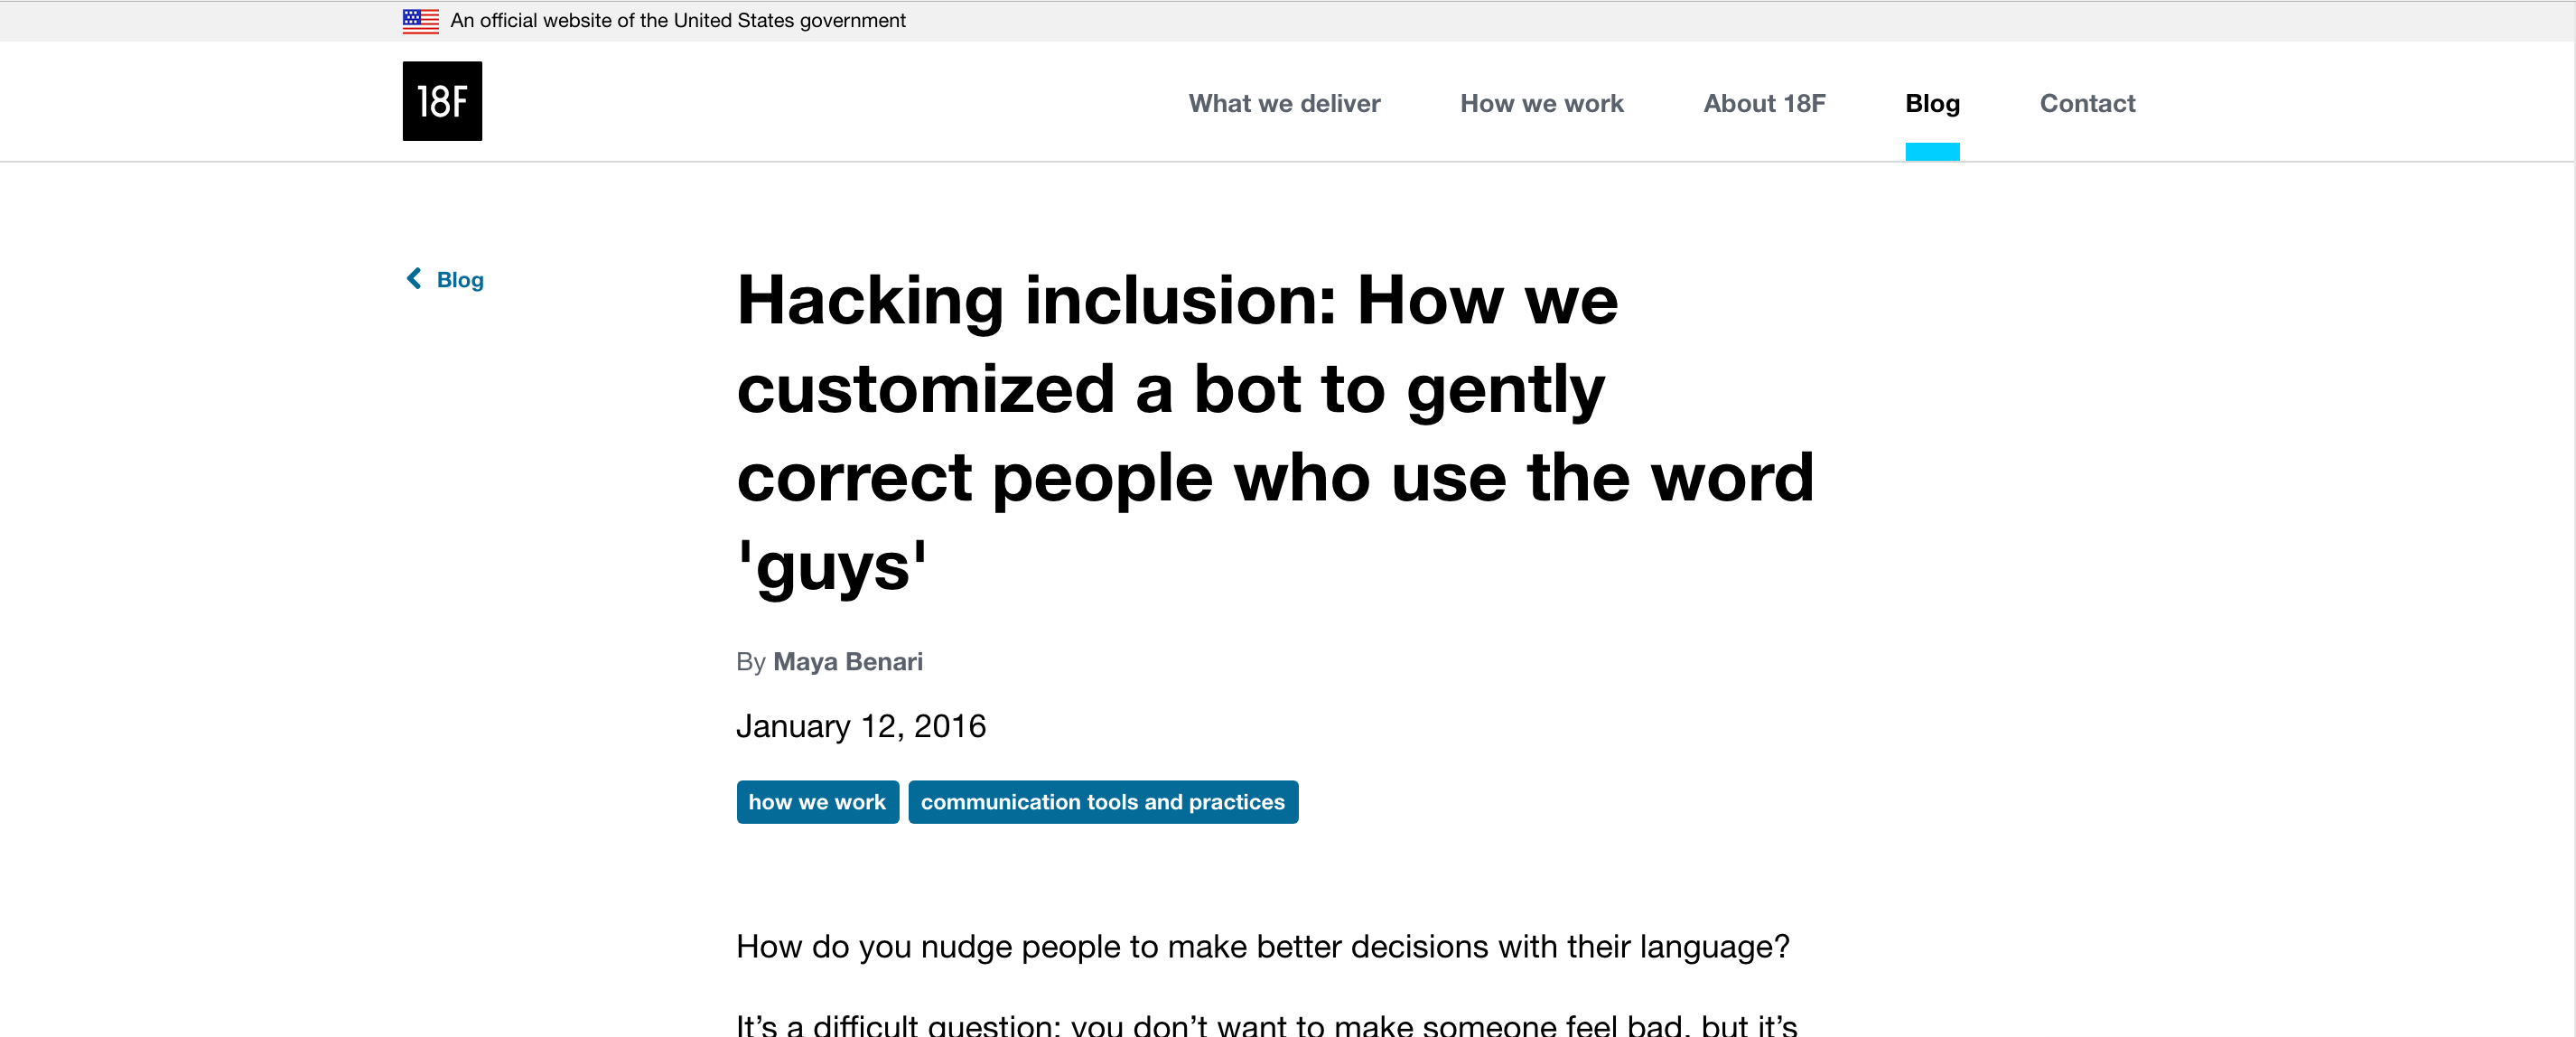 An official website of the United States government
18F
What we deliver
How we work
About 18F
Blog
Contact
Blog
Hacking inclusion: How we
customized a bot to gently
correct people who use the word
'guys'
By Maya Benari
January 12, 2016
how we work
communication tools and practices
How do you nudge people to make better decisions with their language?
It’s a difficult question: you don’t want to make someone feel bad, but it’s